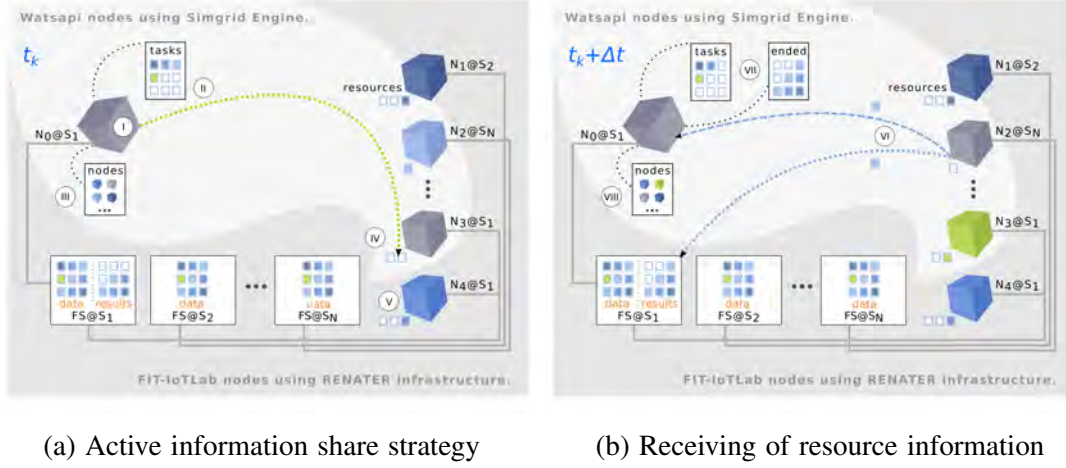 Watsapi nodes using Simgrid Engine.
t_k
tasks
II
I
N₀@S₁
III
nodes
...
resources
N₁@S₂
N₂@S_N
N₃@S₁
IV
N₄@S₁
V
data results
FS@S₁
data
FS@S₂
data
FS@S_N
FIT-IoTLab nodes using RENATER infrastructure.
(a) Active information share strategy
Watsapi nodes using Simgrid Engine.
t_k+Δt
tasks
VII
ended
N₀@S₁
VIII
nodes
...
resources
N₁@S₂
VI
N₂@S_N
N₃@S₁
N₄@S₁
data results
FS@S₁
data
FS@S₂
data
FS@S_N
FIT-IoTLab nodes using RENATER infrastructure.
(b) Receiving of resource information